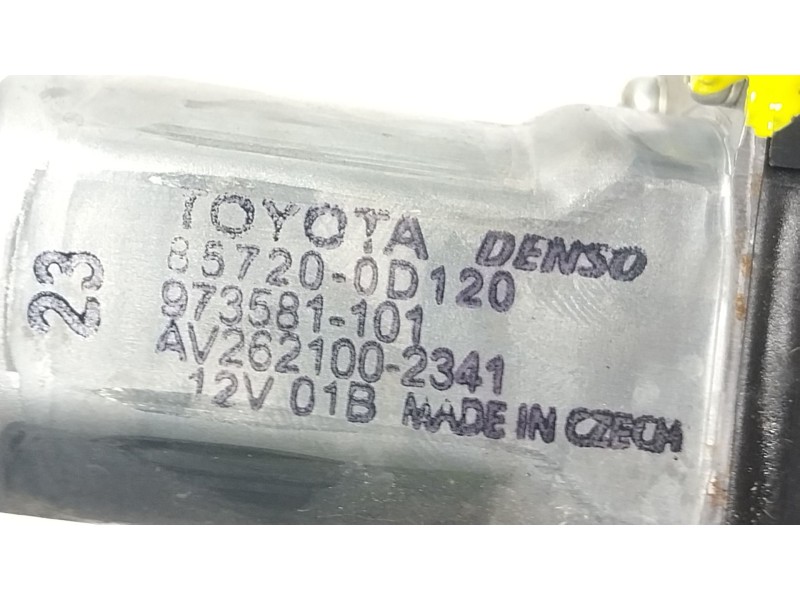 TOYOTA DENSO
85720-0D120
973581-101
AV262100-2341
12V 01B MADE IN CZECH
23